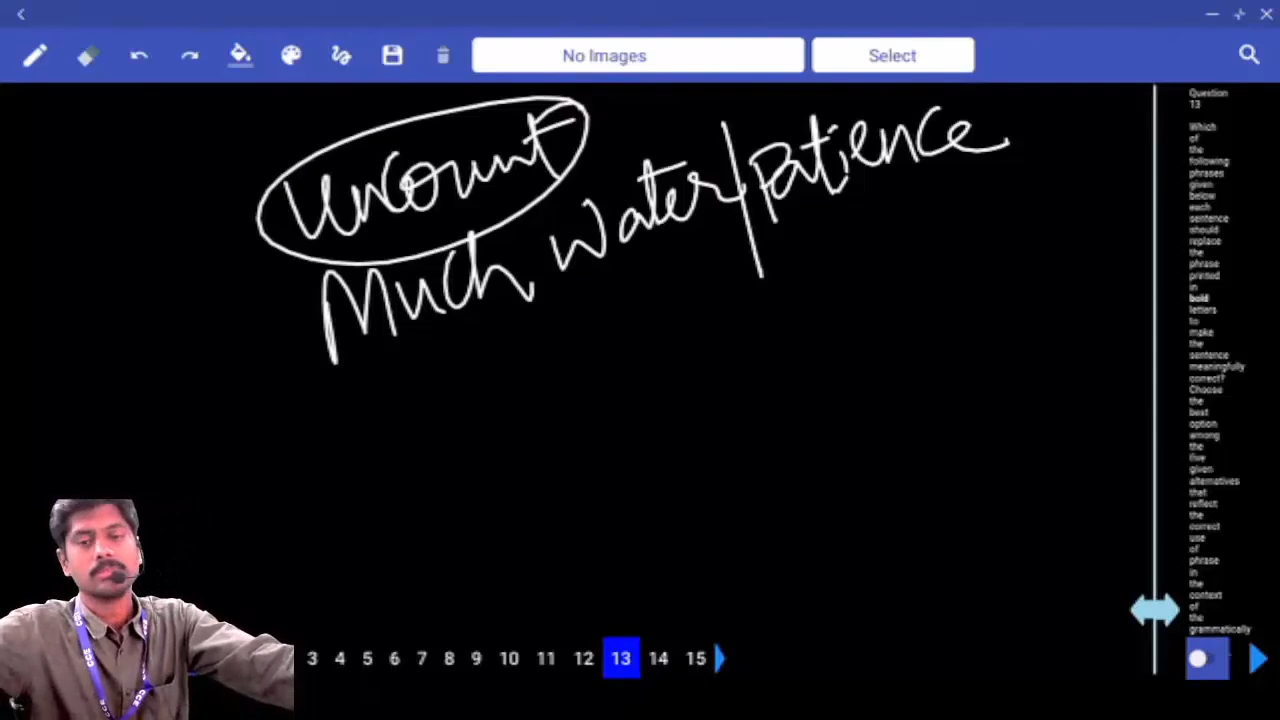 No Images
Select
Uncount
Much Water/Patience
Question
13
Which
of
the
following
phrases
given
below
each
sentence
should
replace
the
phrase
printed
in
bold
letters
to
make
the
sentence
meaningfully
correct?
Choose
the
best
option
among
the
five
given
alternatives
that
reflect
the
correct
use
of
phrase
in
the
context
of
the
grammatically
3 4 5 6 7 8 9 10 11 12 13 14 15
CCE
CCE